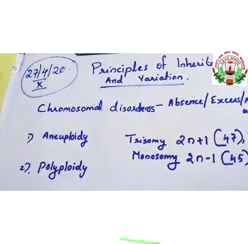 27/4/20
X
Principles of Inherit
And Variation.
Chromosomal disorders - Absence/Excess/
1) Aneuploidy
Trisomy 2n+1 (47),
Monosomy 2n-1 (45)
2). Polyploidy